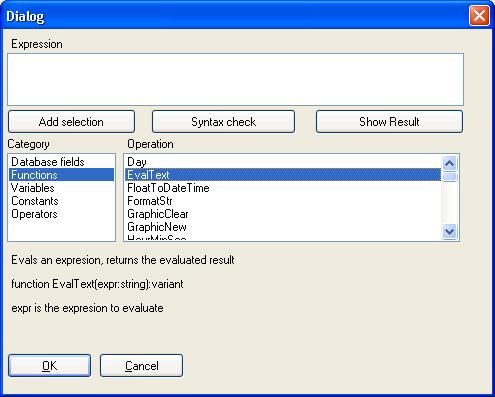 Dialog
Expression
Add selection
Syntax check
Show Result
Category
Operation
Database fields
Functions
Variables
Constants
Operators
Day
EvalText
FloatToDateTime
FormatStr
GraphicClear
GraphicNew
HourMinSec
Evals an expresion, returns the evaluated result
function EvalText(expr:string):variant
expr is the expresion to evaluate
OK
Cancel